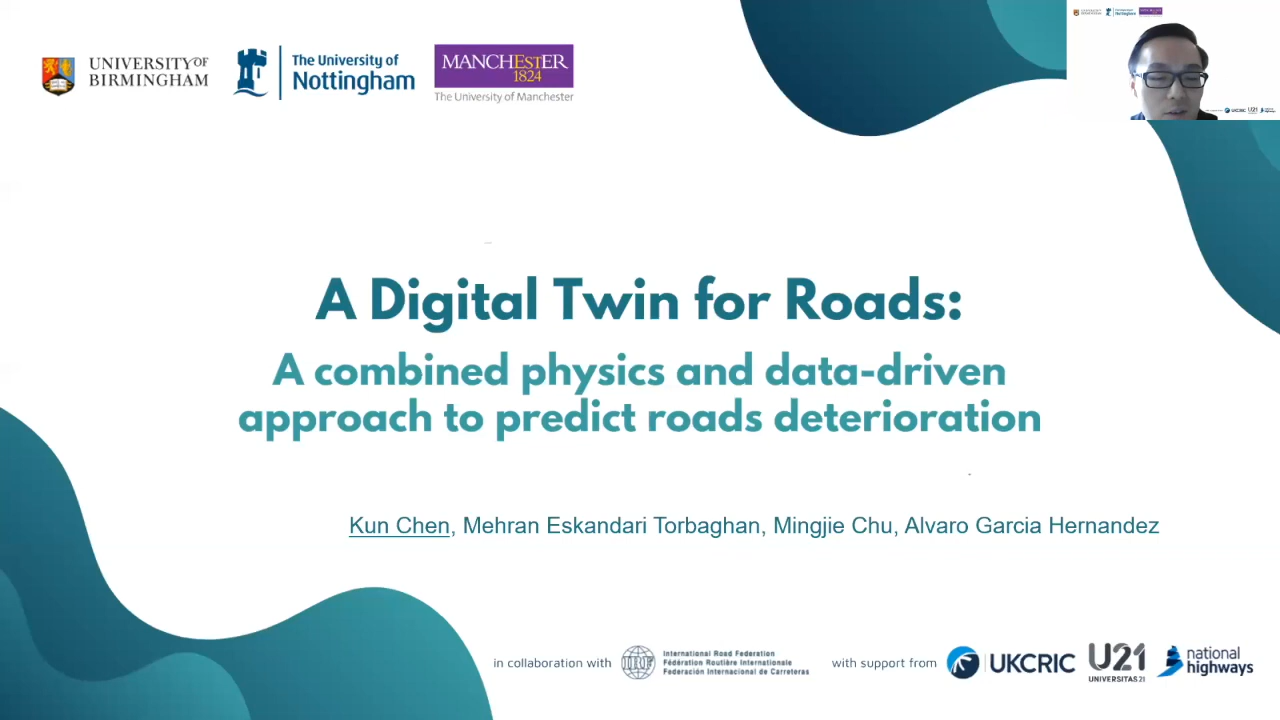 UNIVERSITY OF
BIRMINGHAM
The University of
Nottingham
MANCHESTER
1824
The University of Manchester
A Digital Twin for Roads:
A combined physics and data-driven
approach to predict roads deterioration
Kun Chen, Mehran Eskandari Torbaghan, Mingjie Chu, Alvaro Garcia Hernandez
in collaboration with
IRF
International Road Federation
Fédération Routière Internationale
Federación Internacional de Carreteras
with support from
UKCRIC
U21
UNIVERSITAS 21
national
highways